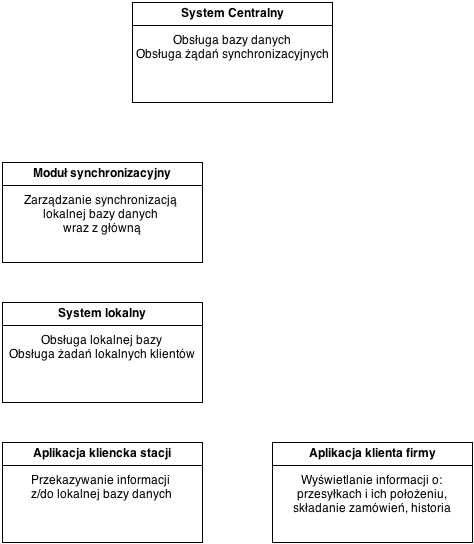 System Centralny
Obsługa bazy danych
Obsługa żądań synchronizacyjnych
Moduł synchronizacyjny
Zarządzanie synchronizacją
lokalnej bazy danych
wraz z główną
System lokalny
Obsługa lokalnej bazy
Obsługa żadań lokalnych klientów
Aplikacja kliencka stacji
Przekazywanie informacji
z/do lokalnej bazy danych
Aplikacja klienta firmy
Wyświetlanie informacji o:
przesyłkach i ich położeniu,
składanie zamówień, historia